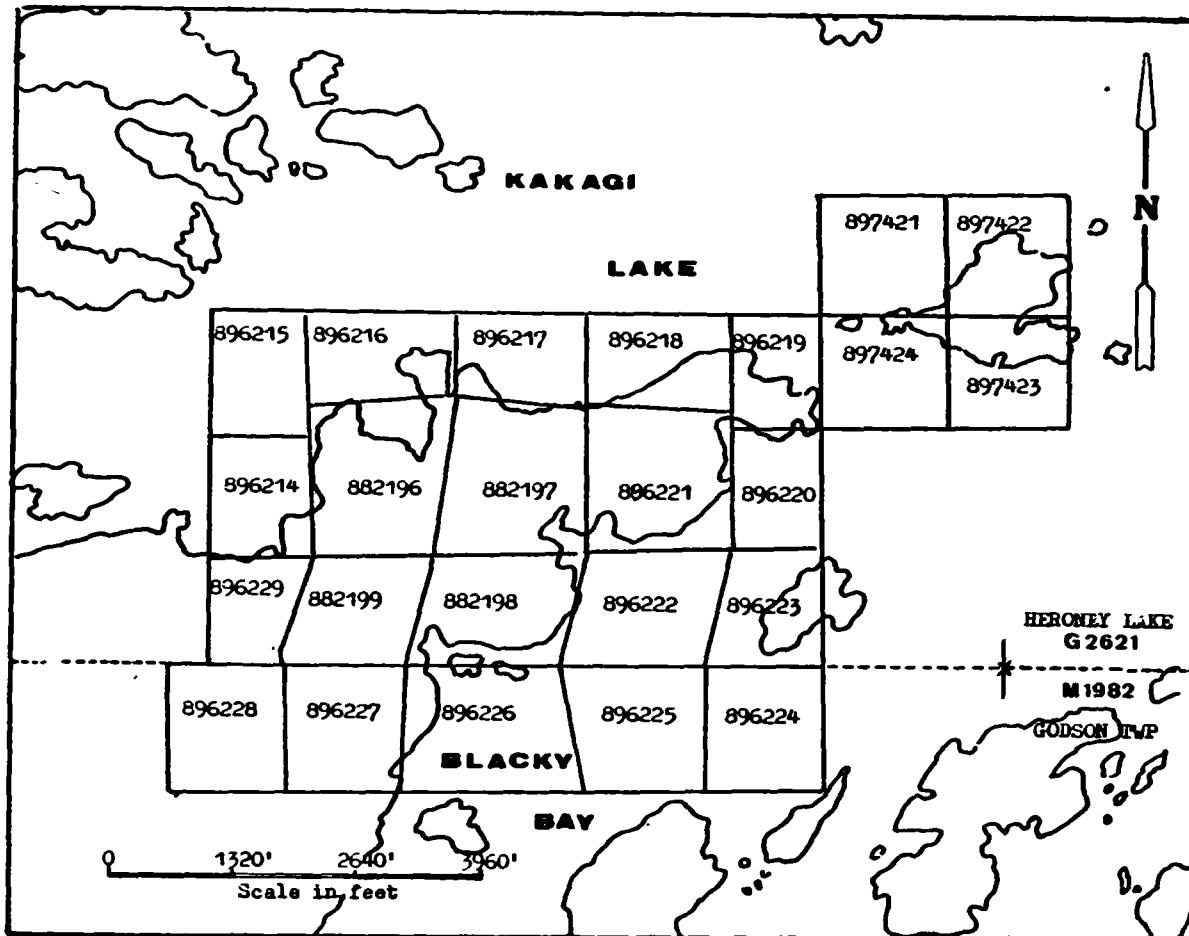 KAKAGI
LAKE
N
897421 897422
897424 897423
896215 896216 896217 896218 896219
896214 882196 882197 896221 896220
896229 882199 882198 896222 896223
HERONEY LAKE
G2621
M1982
GODSON TWP
896228 896227 896226 896225 896224
BLACKY
BAY
0 1320' 2640' 3960'
Scale in feet